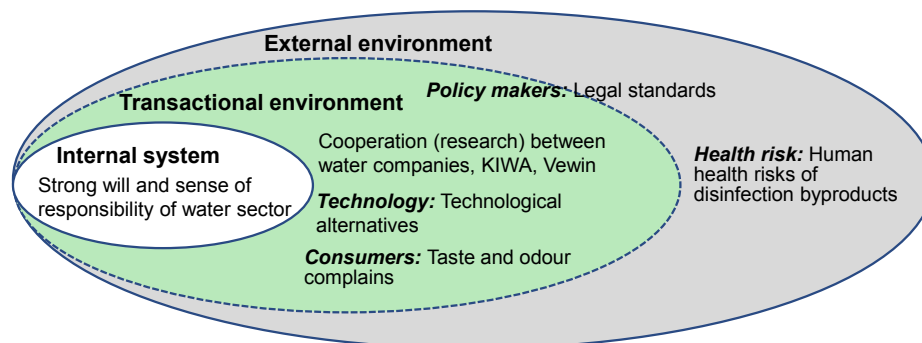 External environment
Transactional environment
Policy makers: Legal standards
Internal system
Strong will and sense of
responsibility of water sector
Cooperation (research) between
water companies, KIWA, Vewin
Technology: Technological
alternatives
Consumers: Taste and odour
complains
Health risk: Human
health risks of
disinfection byproducts